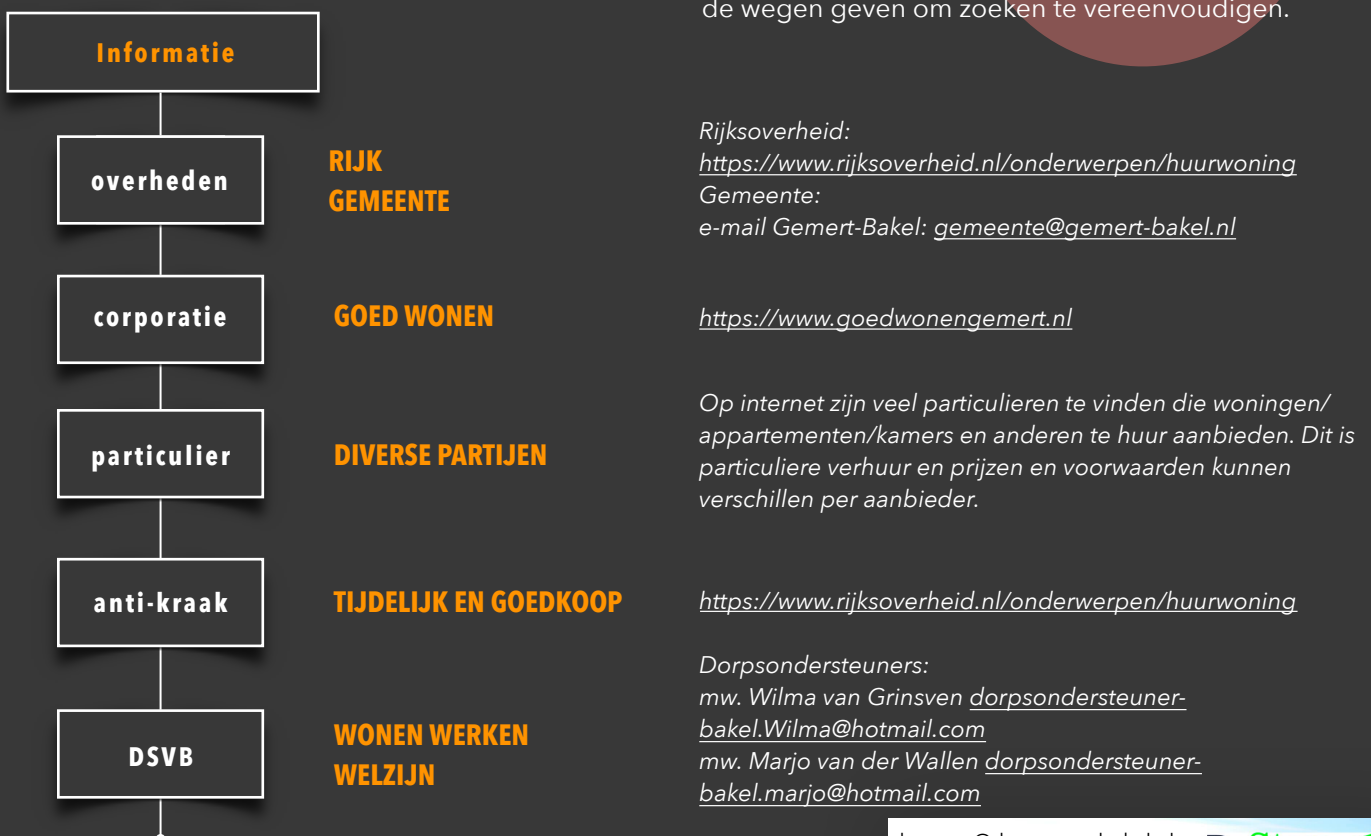 de wegen geven om zoeken te vereenvoudigen.
Informatie
overheden
RIJK
GEMEENTE
Rijksoverheid:
https://www.rijksoverheid.nl/onderwerpen/huurwoning
Gemeente:
e-mail Gemert-Bakel: gemeente@gemert-bakel.nl
corporatie
GOED WONEN
https://www.goedwonengemert.nl
particulier
DIVERSE PARTIJEN
Op internet zijn veel particulieren te vinden die woningen/
appartementen/kamers en anderen te huur aanbieden. Dit is
particuliere verhuur en prijzen en voorwaarden kunnen
verschillen per aanbieder.
anti-kraak
TIJDELIJK EN GOEDKOOP
https://www.rijksoverheid.nl/onderwerpen/huurwoning
DSVB
WONEN WERKEN
WELZIJN
Dorpsondersteuners:
mw. Wilma van Grinsven dorpsondersteuner-
bakel.Wilma@hotmail.com
mw. Marjo van der Wallen dorpsondersteuner-
bakel.marjo@hotmail.com